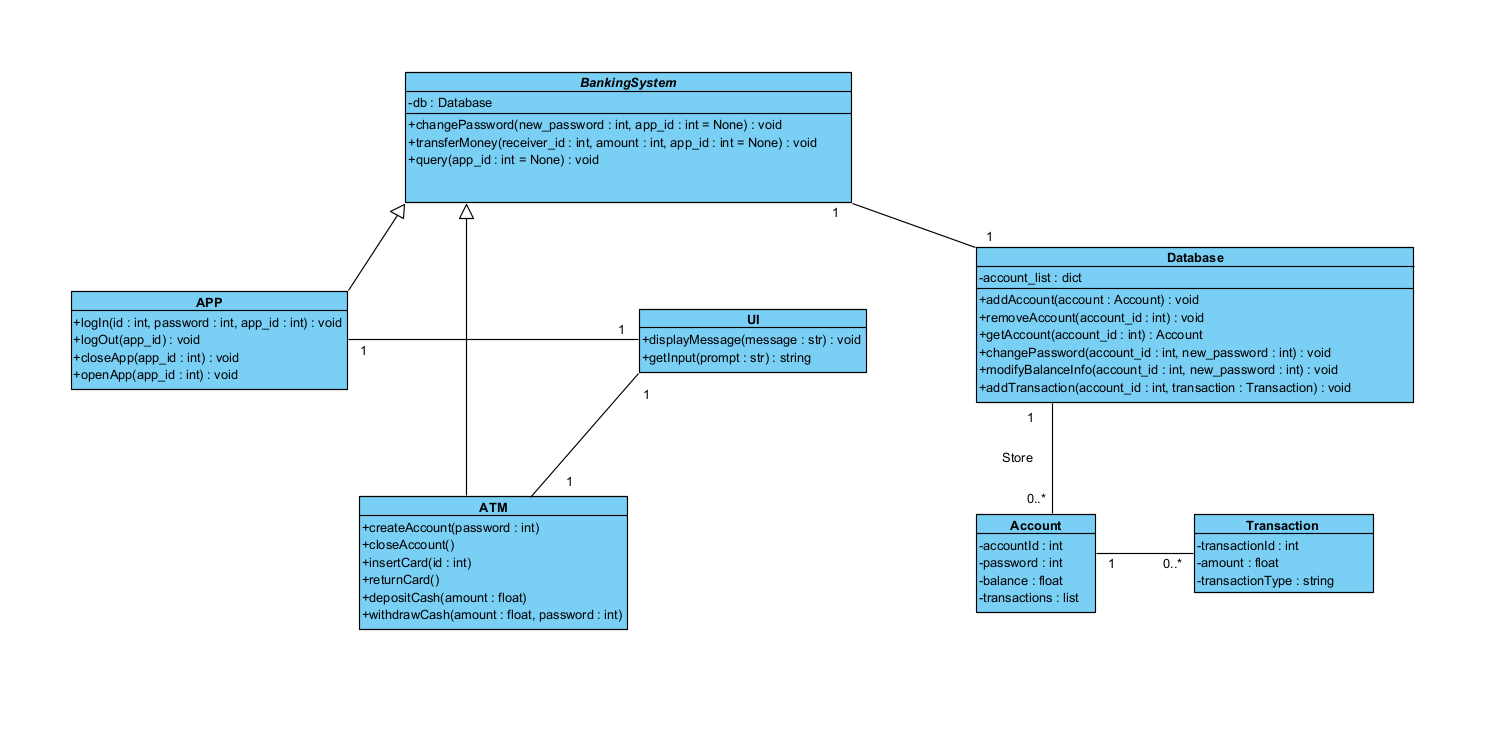 BankingSystem
-db : Database
+changePassword(new_password : int, app_id : int = None) : void
+transferMoney(receiver_id : int, amount : int, app_id : int = None) : void
+query(app_id : int = None) : void
1
1
Database
-account_list : dict
+addAccount(account : Account) : void
+removeAccount(account_id : int) : void
+getAccount(account_id : int) : Account
+changePassword(account_id : int, new_password : int) : void
+modifyBalanceInfo(account_id : int, new_password : int) : void
+addTransaction(account_id : int, transaction : Transaction) : void
APP
+logIn(id : int, password : int, app_id : int) : void
+logOut(app_id) : void
+closeApp(app_id : int) : void
+openApp(app_id : int) : void
1
1
UI
+displayMessage(message : str) : void
+getInput(prompt : str) : string
1
1
ATM
+createAccount(password : int)
+closeAccount()
+insertCard(id : int)
+returnCard()
+depositCash(amount : float)
+withdrawCash(amount : float, password : int)
1
Store
0..*
Account
-accountId : int
-password : int
-balance : float
-transactions : list
1
0..*
Transaction
-transactionId : int
-amount : float
-transactionType : string